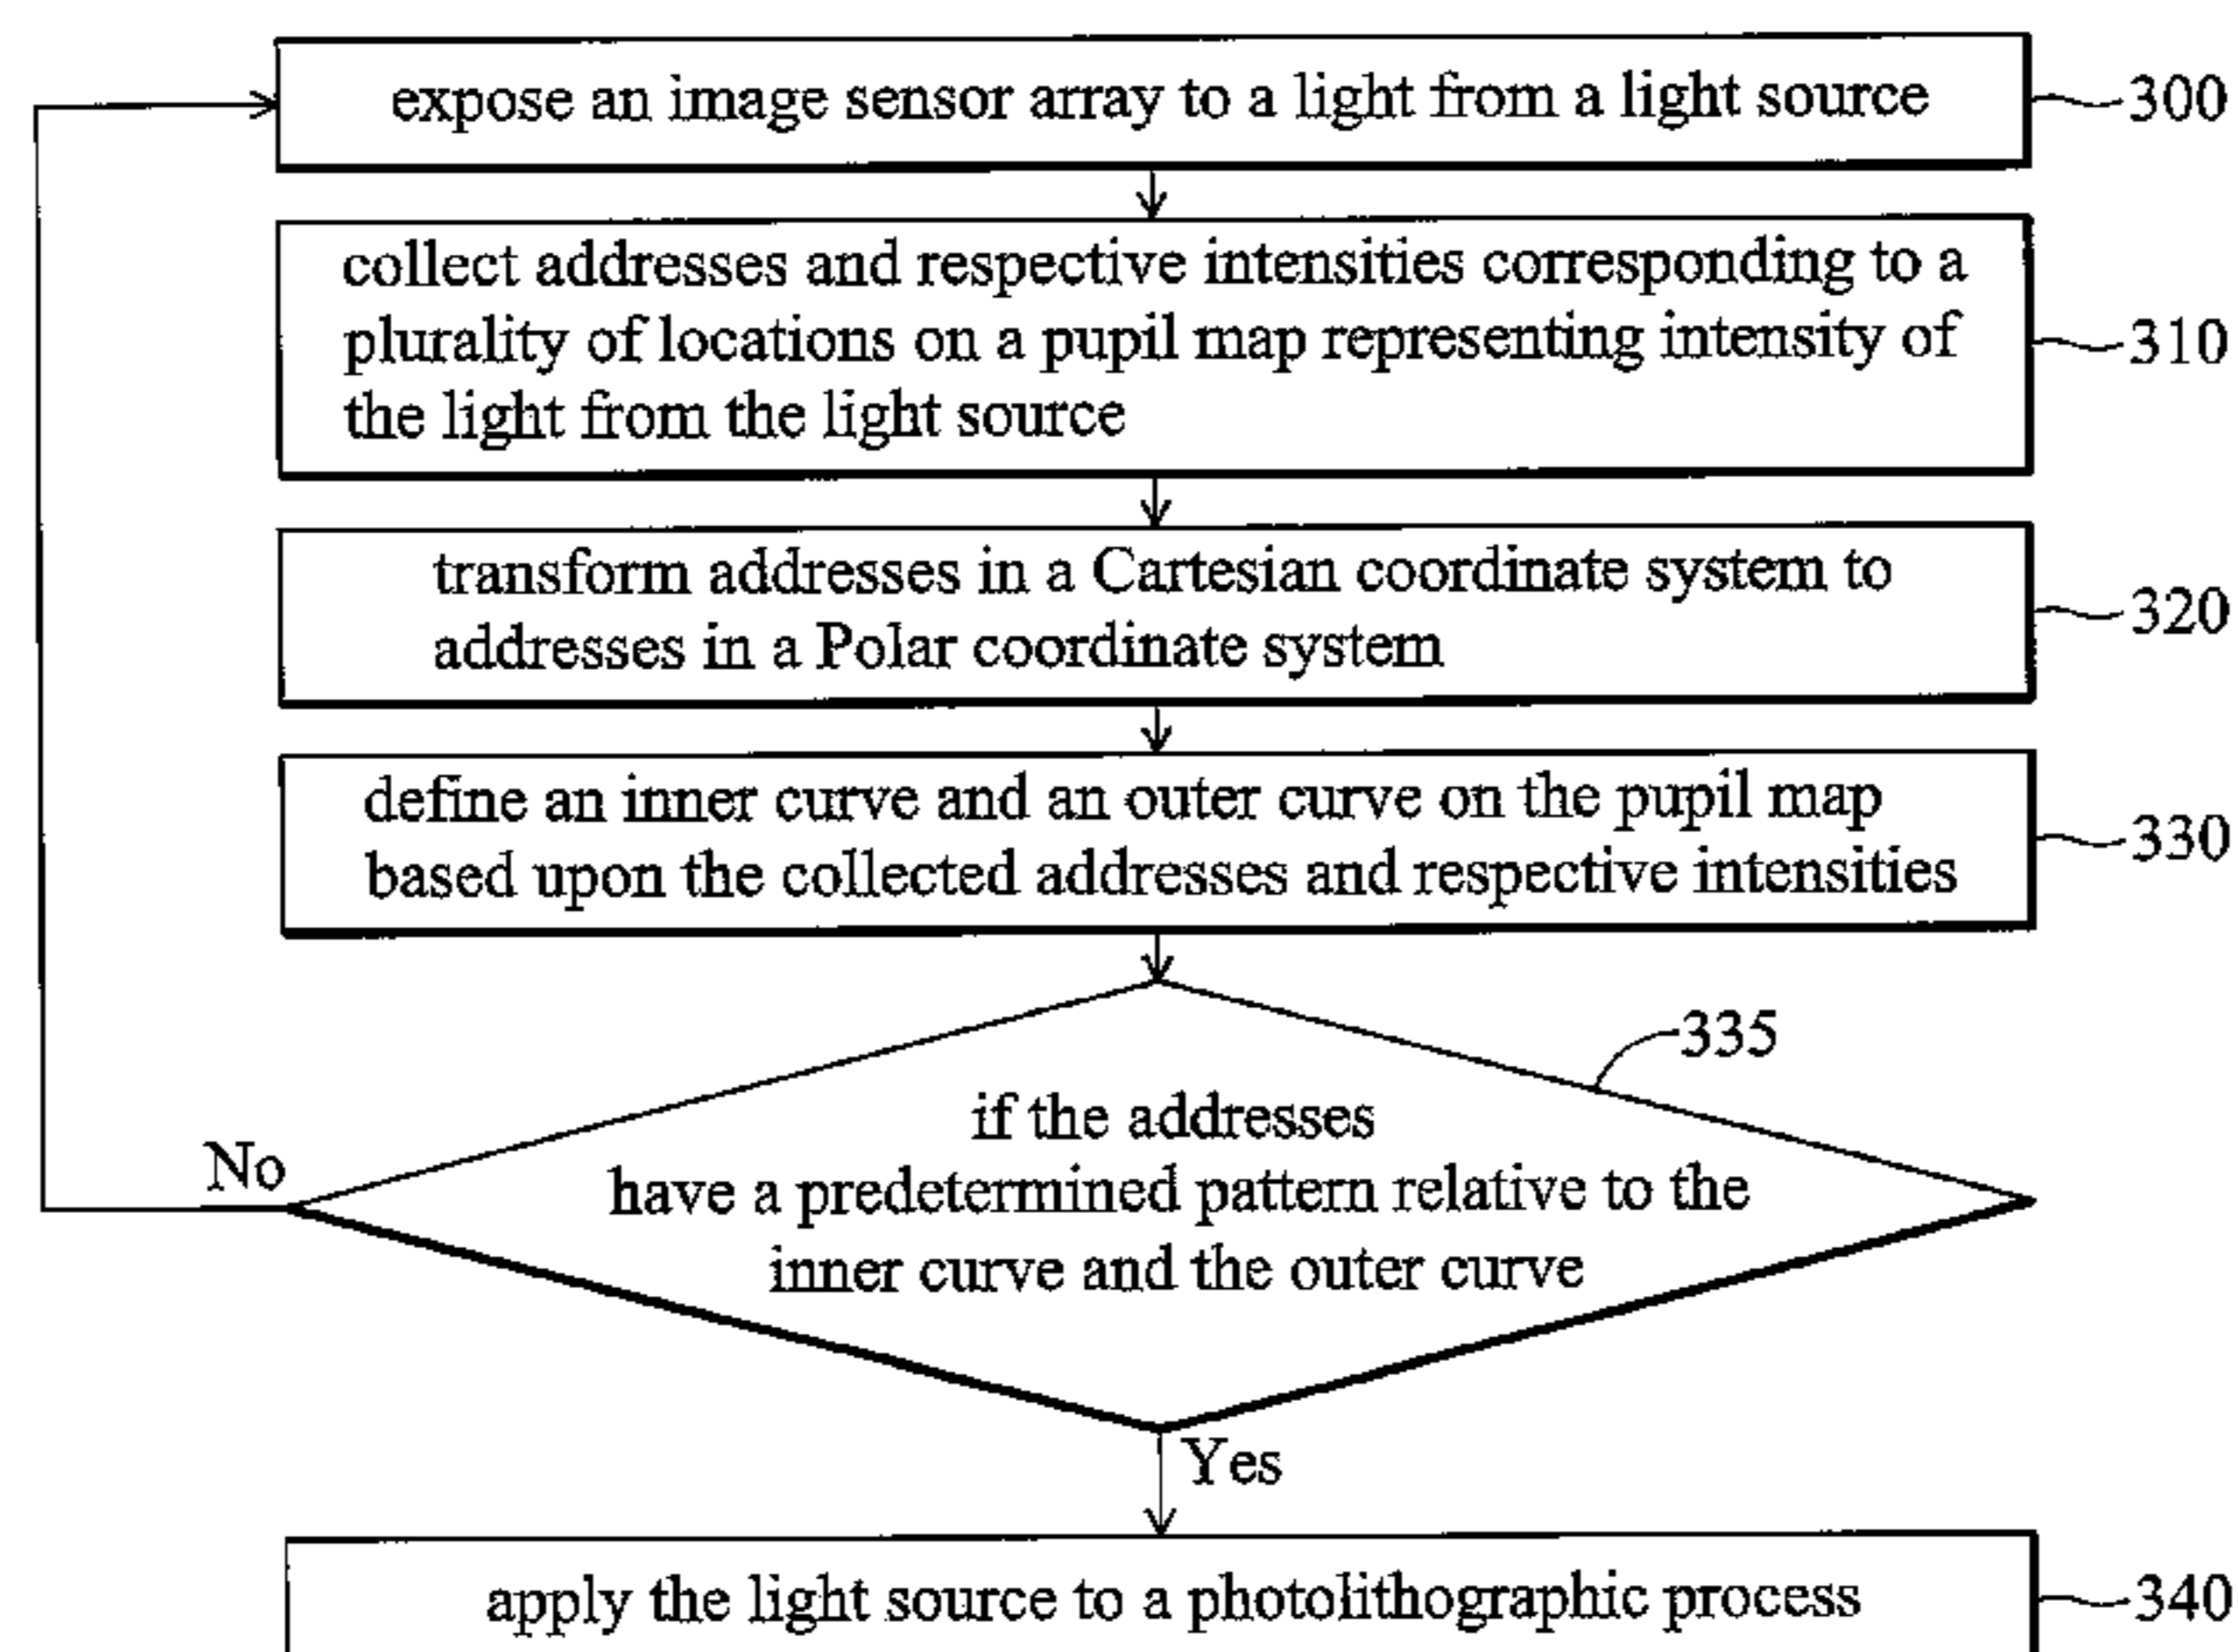 expose an image sensor array to a light from a light source
300
collect addresses and respective intensities corresponding to a
plurality of locations on a pupil map representing intensity of
the light from the light source
310
transform addresses in a Cartesian coordinate system to
addresses in a Polar coordinate system
320
define an inner curve and an outer curve on the pupil map
based upon the collected addresses and respective intensities
330
335
if the addresses
have a predetermined pattern relative to the
inner curve and the outer curve
No
Yes
apply the light source to a photolithographic process
340